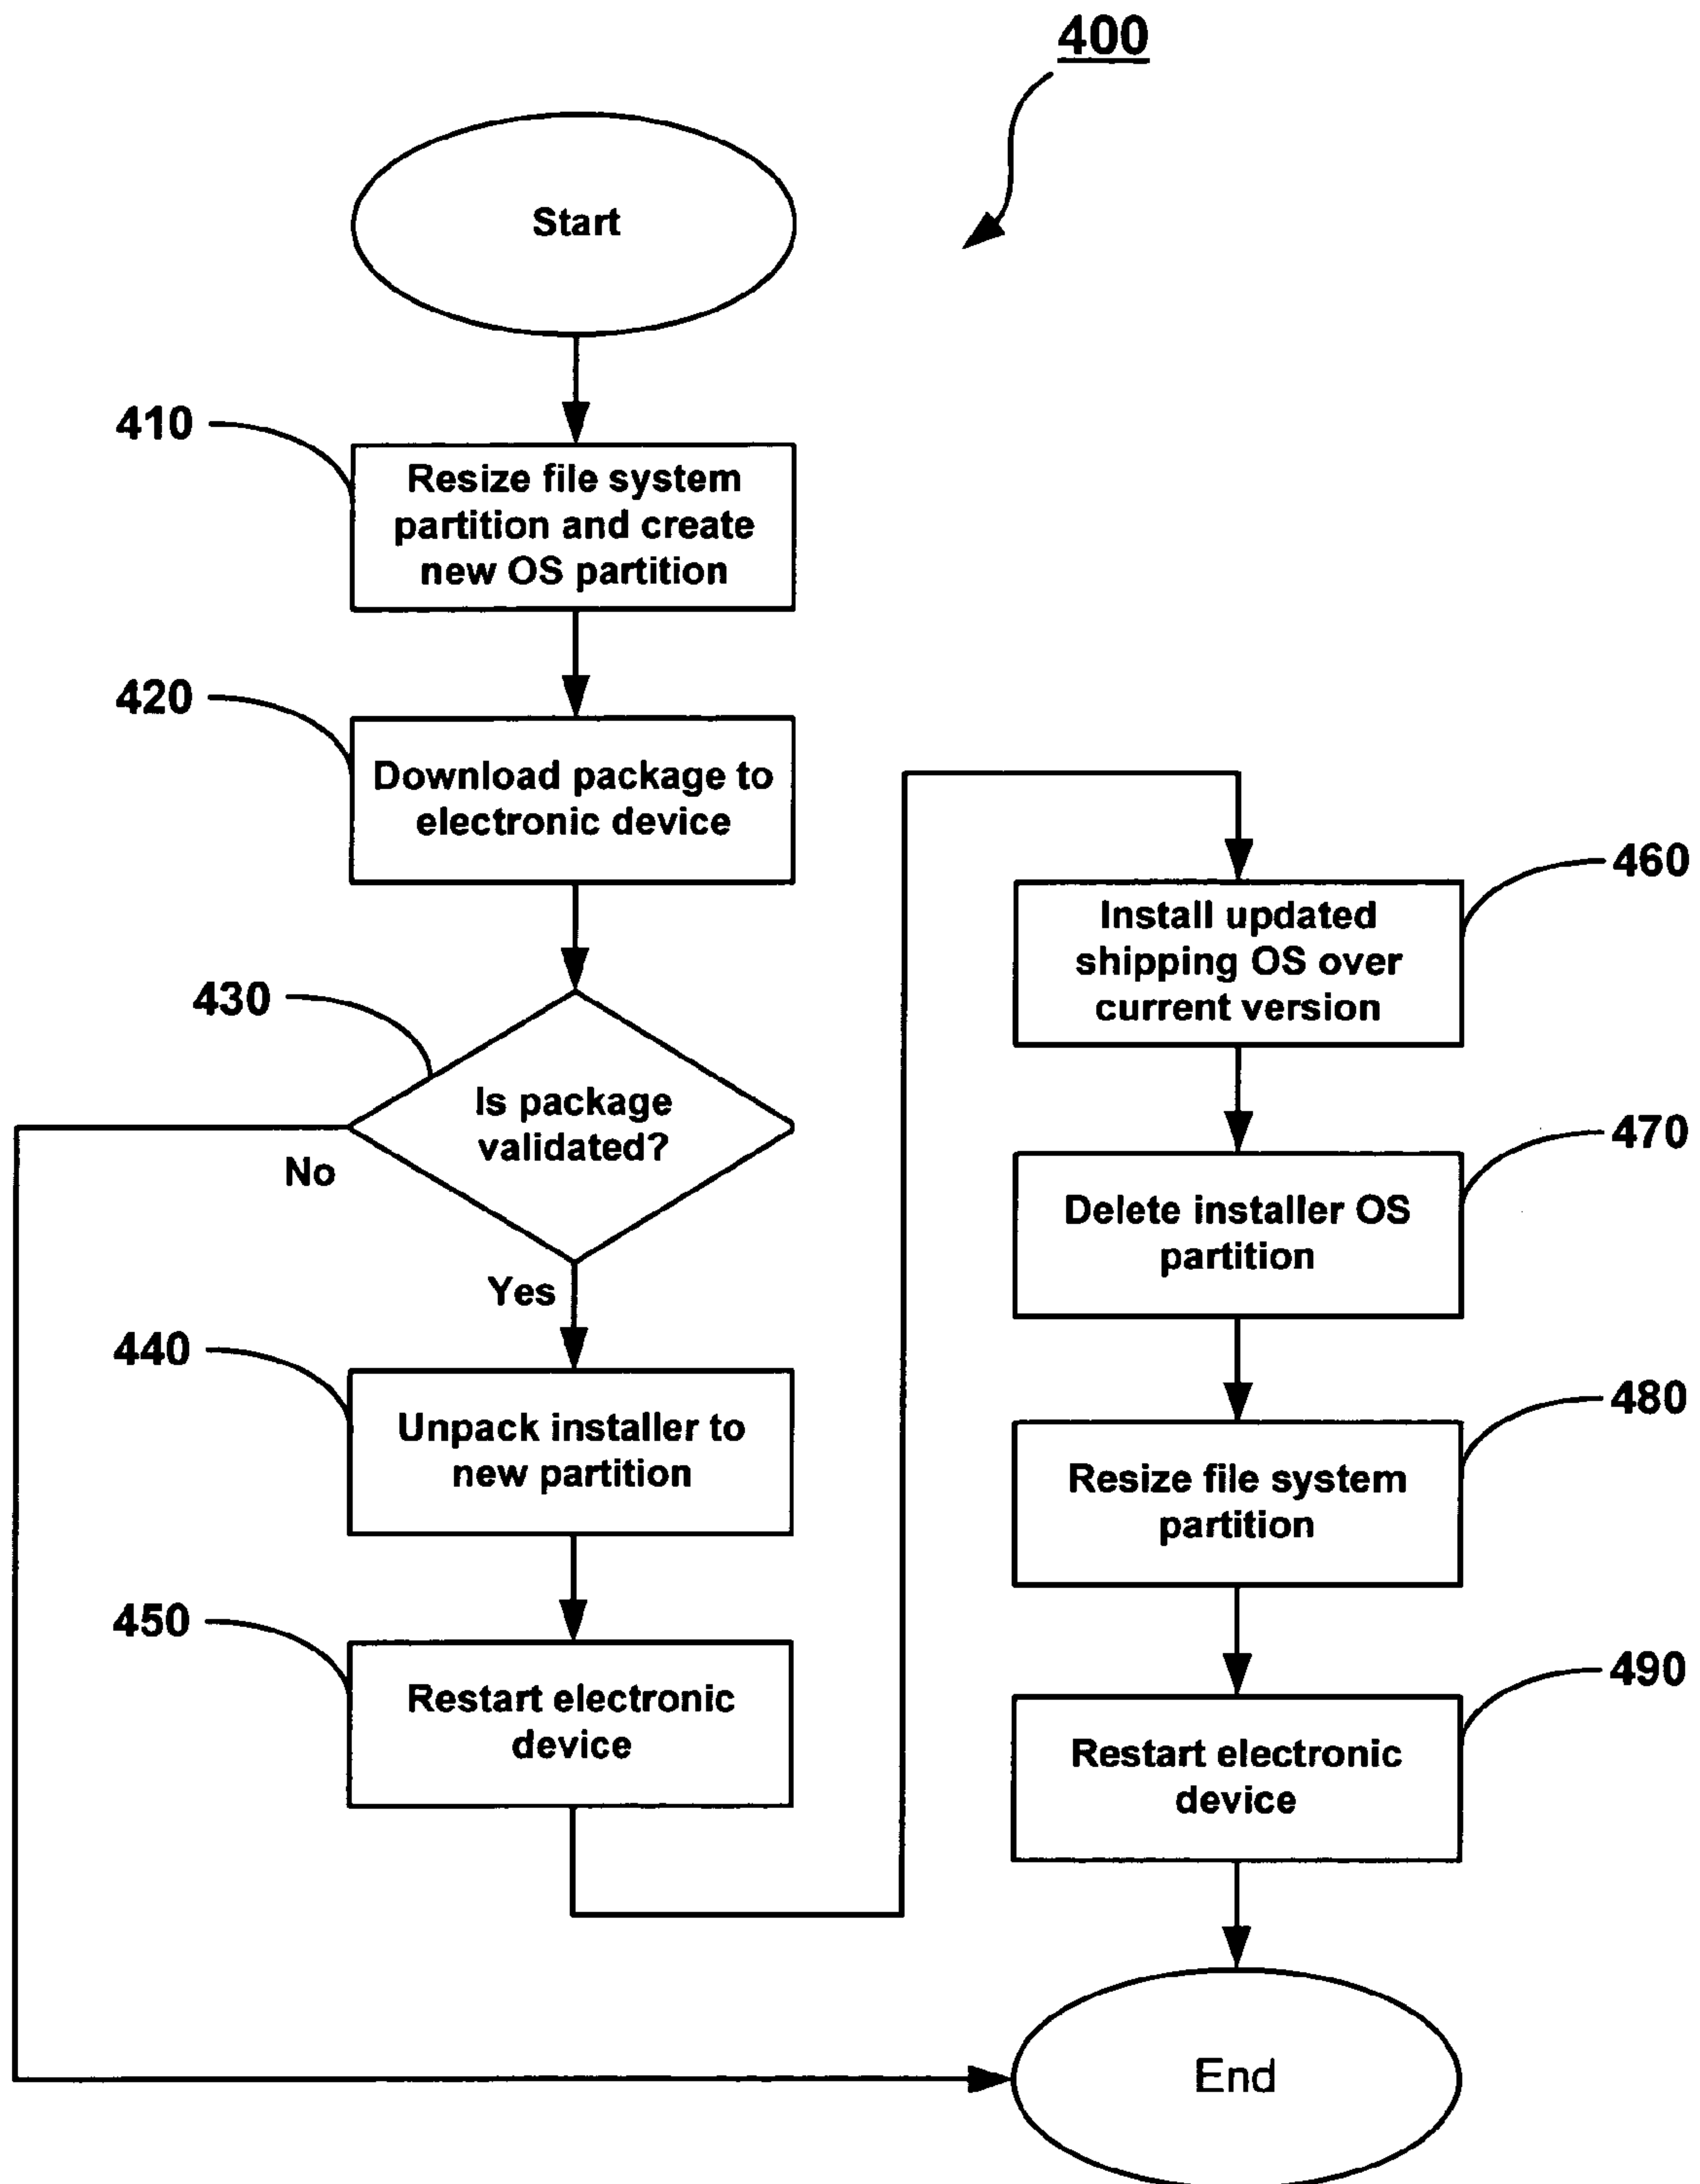 400
Start
410
Resize file system
partition and create
new OS partition
420
Download package to
electronic device
430
Is package
validated?
No
Yes
440
Unpack installer to
new partition
450
Restart electronic
device
460
Install updated
shipping OS over
current version
470
Delete installer OS
partition
480
Resize file system
partition
490
Restart electronic
device
End